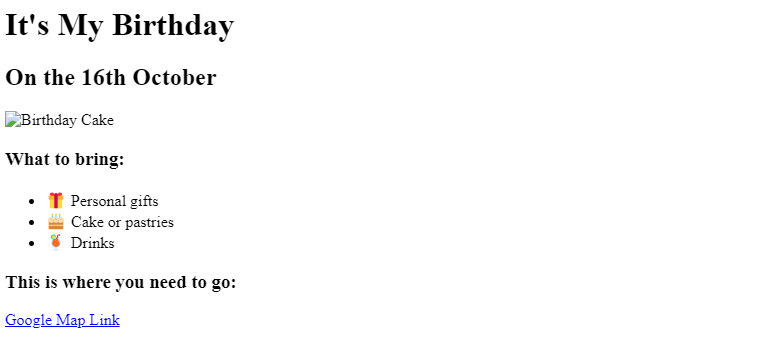 It's My Birthday
On the 16th October
Birthday Cake
What to bring:
🎁 Personal gifts
🎂 Cake or pastries
🍹 Drinks
This is where you need to go:
Google Map Link